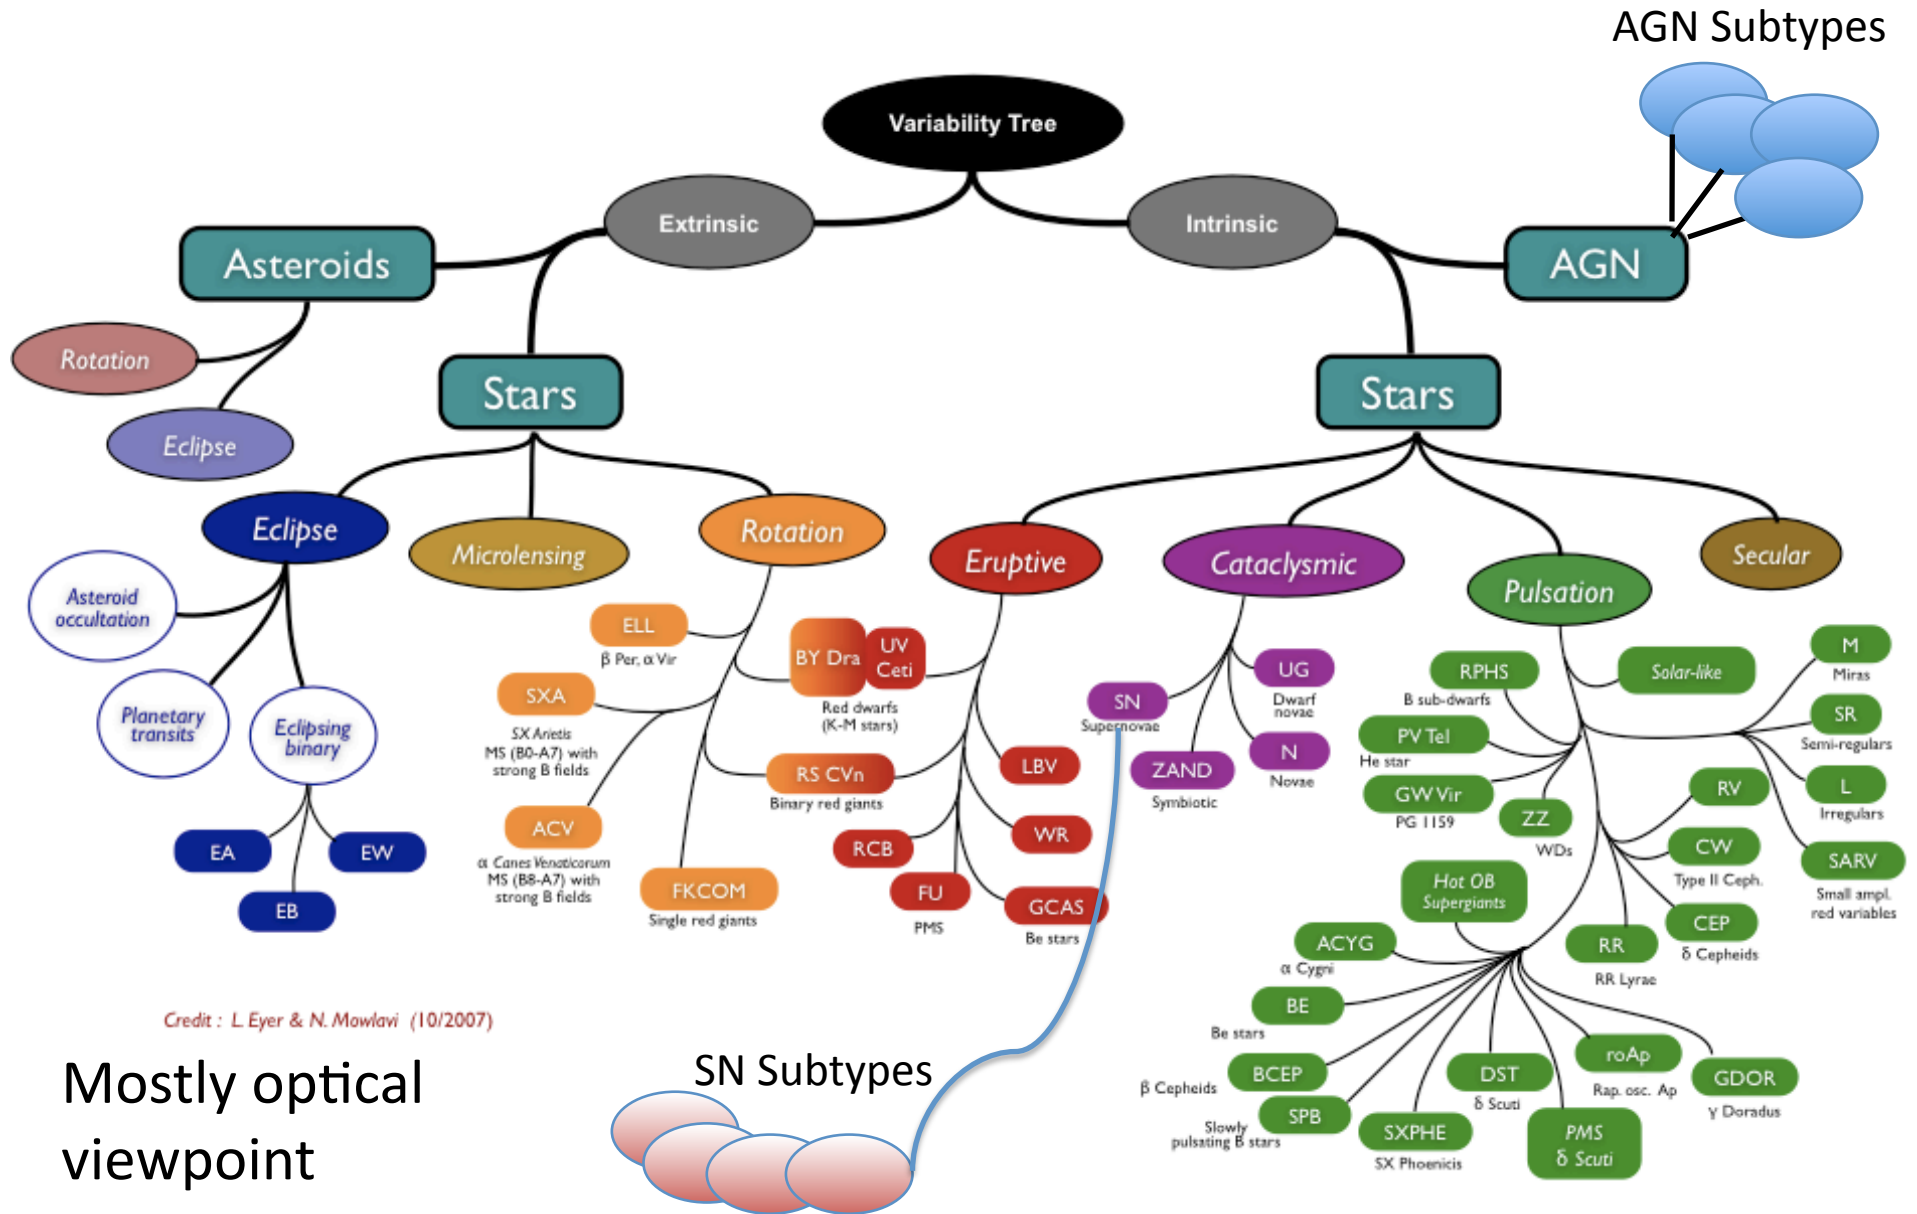 AGN Subtypes
Variability Tree
Extrinsic
Intrinsic
Asteroids
AGN
Rotation
Eclipse
Stars
Stars
Eclipse
Microlensing
Rotation
Eruptive
Cataclysmic
Pulsation
Secular
Asteroid
occultation
Planetary
transits
Eclipsing
binary
EA
EW
EB
ELL
β Per, α Vir
SXA
SX Arietis
MS (B0-A7) with
strong B fields
ACV
α Canes Venaticorum
MS (B8-A7) with
strong B fields
FKCOM
Single red giants
BY Dra
UV
Ceti
Red dwarfs
(K-M stars)
RS CVn
Binary red giants
LBV
WR
RCB
FU
PMS
GCAS
Be stars
SN
Supernovae
UG
Dwarf
novae
ZAND
Symbiotic
N
Novae
RPHS
B sub-dwarfs
Solar-like
M
Miras
PV Tel
He star
SR
Semi-regulars
GW Vir
PG 1159
ZZ
WDs
RV
L
Irregulars
CW
Type II Ceph.
SARV
Small ampl.
red variables
Hot OB
Supergiants
CEP
δ Cepheids
ACYG
α Cygni
RR
RR Lyrae
BE
Be stars
BCEP
β Cepheids
SPB
Slowly
pulsating B stars
SXPHE
SX Phoenicis
DST
δ Scuti
PMS
δ Scuti
roAp
Rap. osc. Ap
GDOR
γ Doradus
Credit : L. Eyer & N. Mowlavi (10/2007)
Mostly optical
viewpoint
SN Subtypes